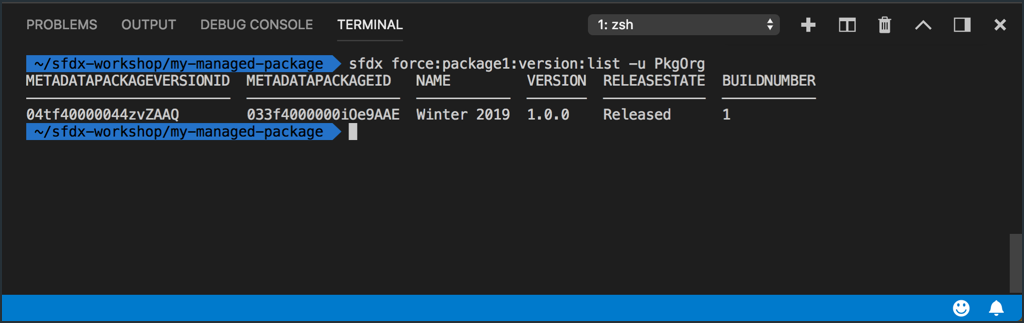 PROBLEMS OUTPUT DEBUG CONSOLE TERMINAL 1: zsh
~/sfdx-workshop/my-managed-package sfdx force:package1:version:list -u PkgOrg
METADATAPACKAGEVERSIONID METADATAPACKAGEID NAME VERSION RELEASESTATE BUILDNUMBER
04tf40000044zvZAAQ 033f4000000iOe9AAE Winter 2019 1.0.0 Released 1
~/sfdx-workshop/my-managed-package